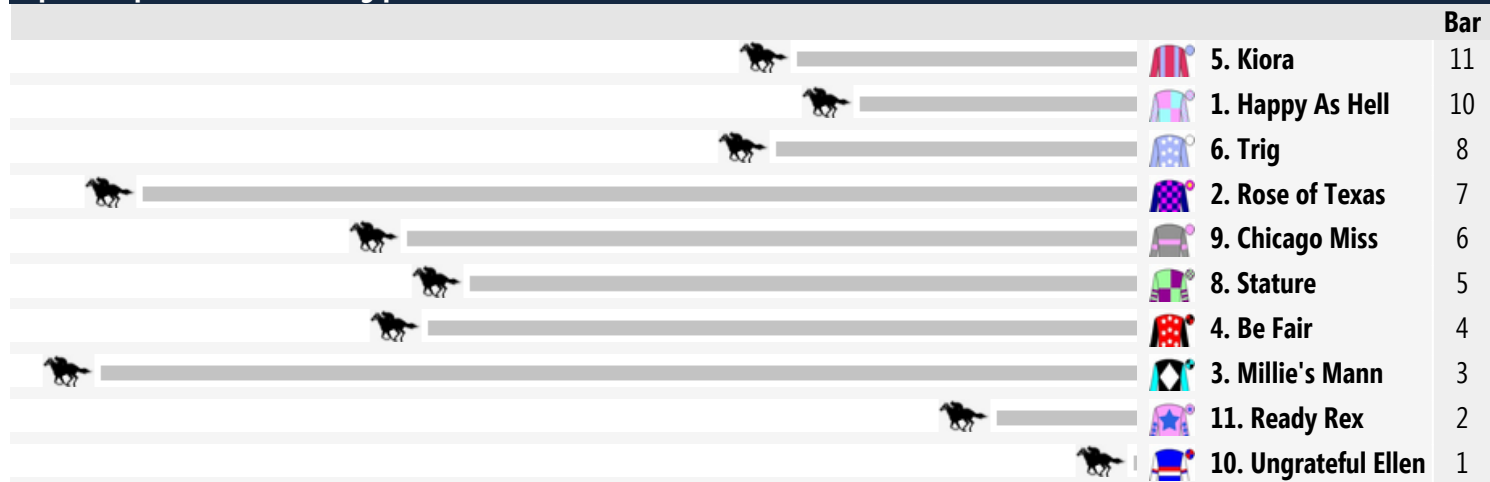 Bar
5. Kiora 11
1. Happy As Hell 10
6. Trig 8
2. Rose of Texas 7
9. Chicago Miss 6
8. Stature 5
4. Be Fair 4
3. Millie's Mann 3
11. Ready Rex 2
10. Ungrateful Ellen 1